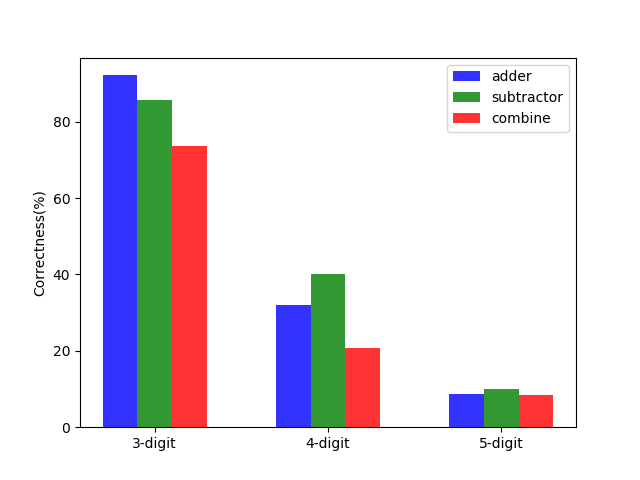 adder
subtractor
combine
Correctness(%)
80
60
40
20
0
3-digit
4-digit
5-digit